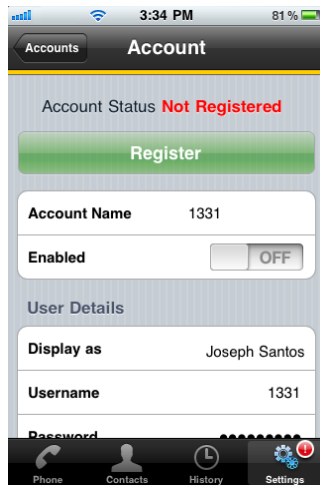 3:34 PM 81 %
Accounts Account
Account Status Not Registered
Register
Account Name 1331
Enabled OFF
User Details
Display as Joseph Santos
Username 1331
Password ●●●●●●●●●
Phone Contacts History Settings